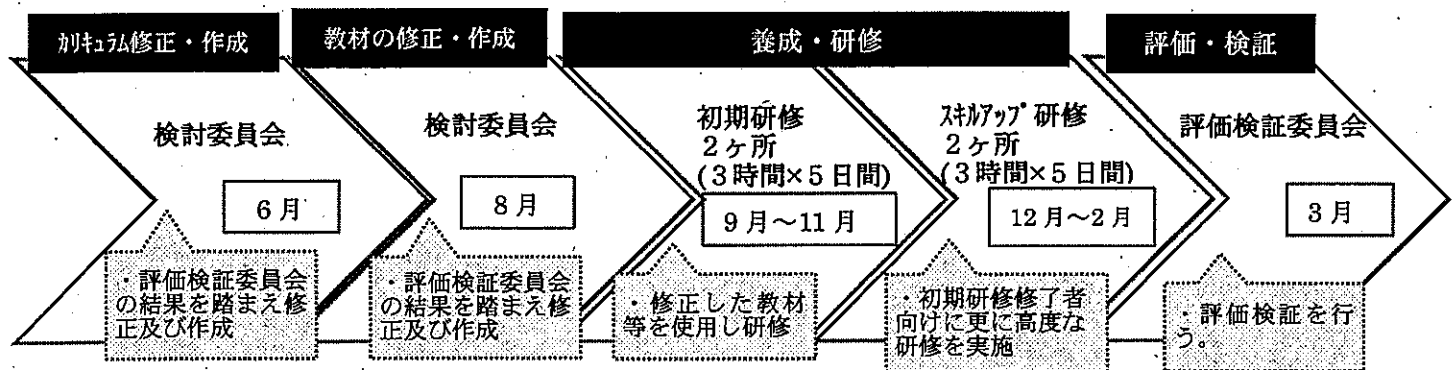 カリキュラム修正・作成
教材の修正・作成
養成・研修
評価・検証
検討委員会
6月
・評価検証委員会
の結果を踏まえ修
正及び作成
検討委員会
8月
・評価検証委員会
の結果を踏まえ修
正及び作成
初期研修
2ヶ所
(3時間×5日間)
9月～11月
・修正した教材
等を使用し研修
スキルアップ研修
2ヶ所
(3時間×5日間)
12月～2月
・初期研修修了者
向けに更に高度な
研修を実施
評価検証委員会
3月
・評価検証を行
う。